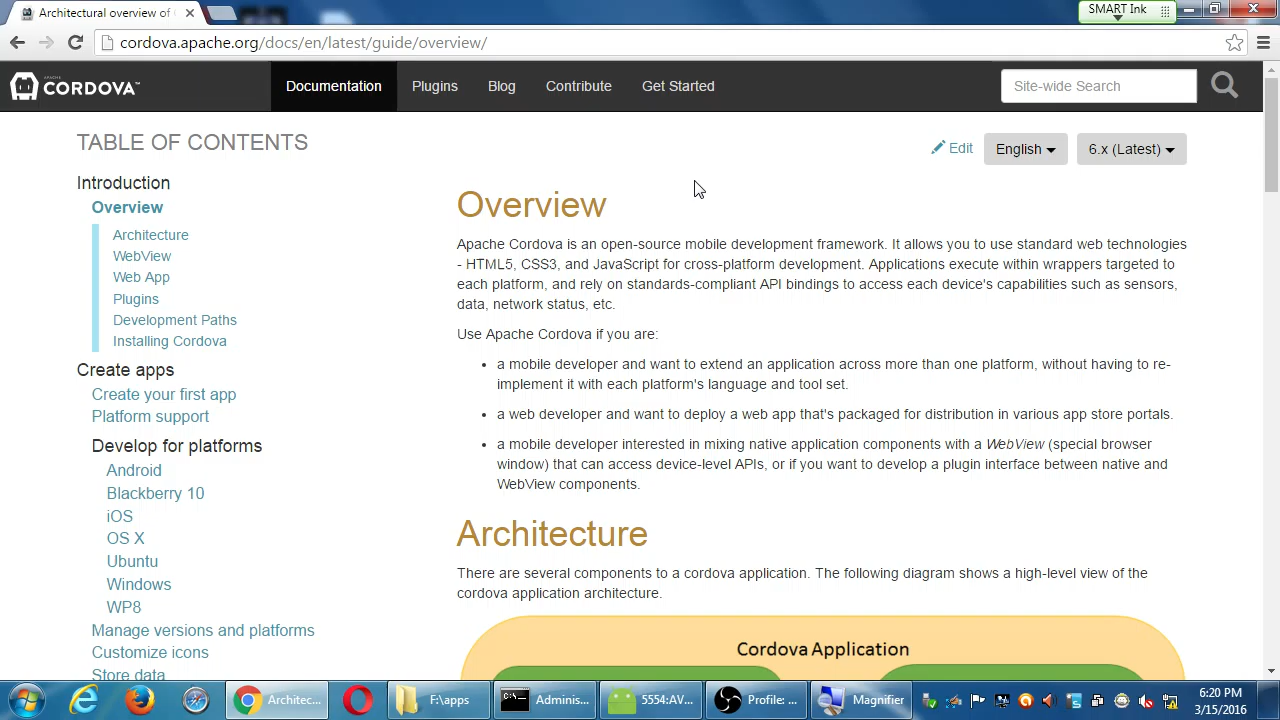 Architectural overview of
SMART Ink
cordova.apache.org/docs/en/latest/guide/overview/
APACHE
CORDOVA™
Documentation
Plugins
Blog
Contribute
Get Started
Site-wide Search
TABLE OF CONTENTS
Introduction
Overview
Architecture
WebView
Web App
Plugins
Development Paths
Installing Cordova
Create apps
Create your first app
Platform support
Develop for platforms
Android
Blackberry 10
iOS
OS X
Ubuntu
Windows
WP8
Manage versions and platforms
Customize icons
Store data
Edit
English
6.x (Latest)
Overview
Apache Cordova is an open-source mobile development framework. It allows you to use standard web technologies
- HTML5, CSS3, and JavaScript for cross-platform development. Applications execute within wrappers targeted to
each platform, and rely on standards-compliant API bindings to access each device's capabilities such as sensors,
data, network status, etc.
Use Apache Cordova if you are:
• a mobile developer and want to extend an application across more than one platform, without having to re-
implement it with each platform's language and tool set.
• a web developer and want to deploy a web app that's packaged for distribution in various app store portals.
• a mobile developer interested in mixing native application components with a WebView (special browser
window) that can access device-level APIs, or if you want to develop a plugin interface between native and
WebView components.
Architecture
There are several components to a cordova application. The following diagram shows a high-level view of the
cordova application architecture.
Cordova Application
Architec...
F:\apps
Adminis...
5554:AV...
Profile: ...
Magnifier
6:20 PM
3/15/2016